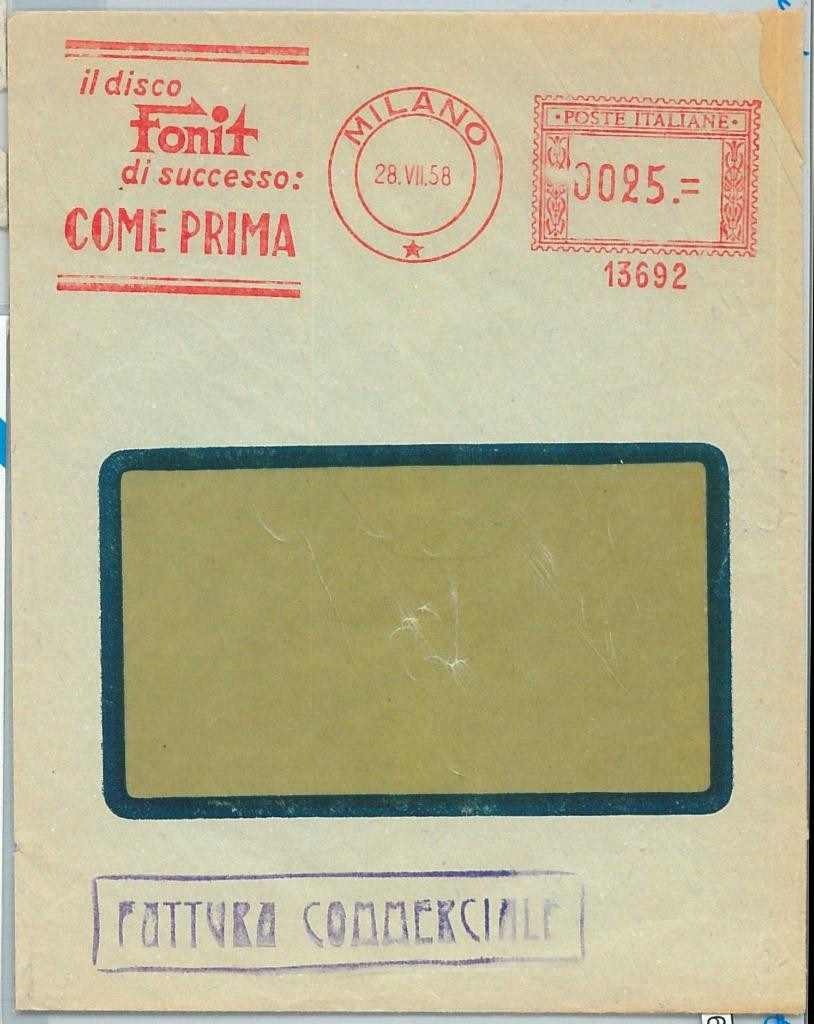 il disco
Fonit
di successo:
COME PRIMA
MILANO
28.VII.58
·POSTE ITALIANE·
0025.=
13692
FATTURA COMMERCIALE